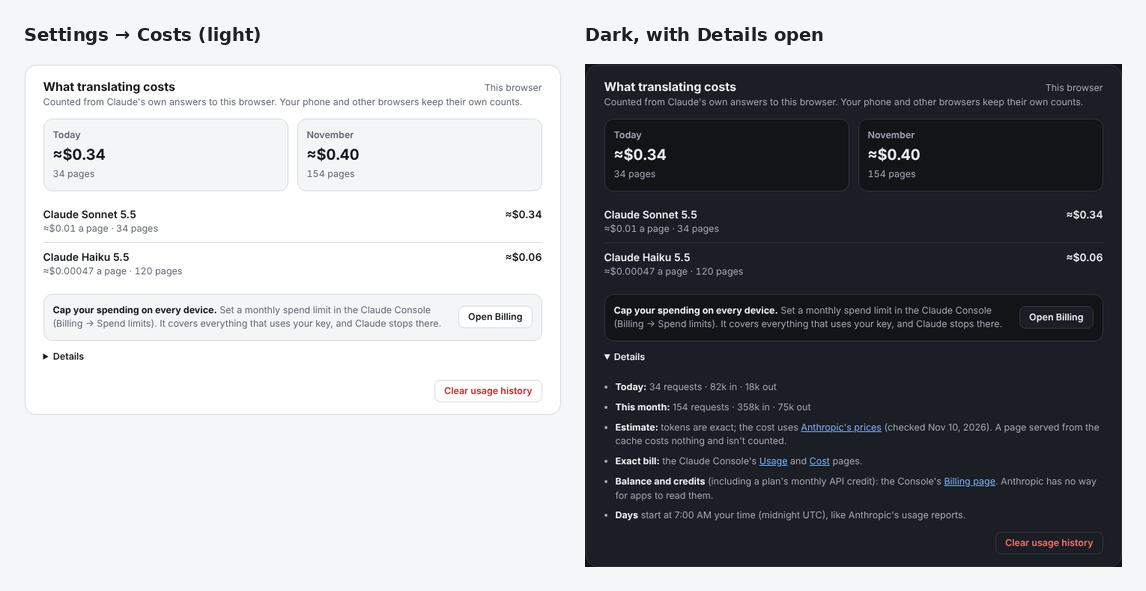 Settings → Costs (light)
What translating costs
This browser
Counted from Claude's own answers to this browser. Your phone and other browsers keep their own counts.
Today
≈$0.34
34 pages
November
≈$0.40
154 pages
Claude Sonnet 5.5
≈$0.34
≈$0.01 a page · 34 pages
Claude Haiku 5.5
≈$0.06
≈$0.00047 a page · 120 pages
Cap your spending on every device. Set a monthly spend limit in the Claude Console
(Billing → Spend limits). It covers everything that uses your key, and Claude stops there.
Open Billing
▶ Details
Clear usage history
Dark, with Details open
What translating costs
This browser
Counted from Claude's own answers to this browser. Your phone and other browsers keep their own counts.
Today
≈$0.34
34 pages
November
≈$0.40
154 pages
Claude Sonnet 5.5
≈$0.34
≈$0.01 a page · 34 pages
Claude Haiku 5.5
≈$0.06
≈$0.00047 a page · 120 pages
Cap your spending on every device. Set a monthly spend limit in the Claude Console
(Billing → Spend limits). It covers everything that uses your key, and Claude stops there.
Open Billing
▼ Details
• Today: 34 requests · 82k in · 18k out
• This month: 154 requests · 358k in · 75k out
• Estimate: tokens are exact; the cost uses Anthropic's prices (checked Nov 10, 2026). A page served from the
cache costs nothing and isn't counted.
• Exact bill: the Claude Console's Usage and Cost pages.
• Balance and credits (including a plan's monthly API credit): the Console's Billing page. Anthropic has no way
for apps to read them.
• Days start at 7:00 AM your time (midnight UTC), like Anthropic's usage reports.
Clear usage history